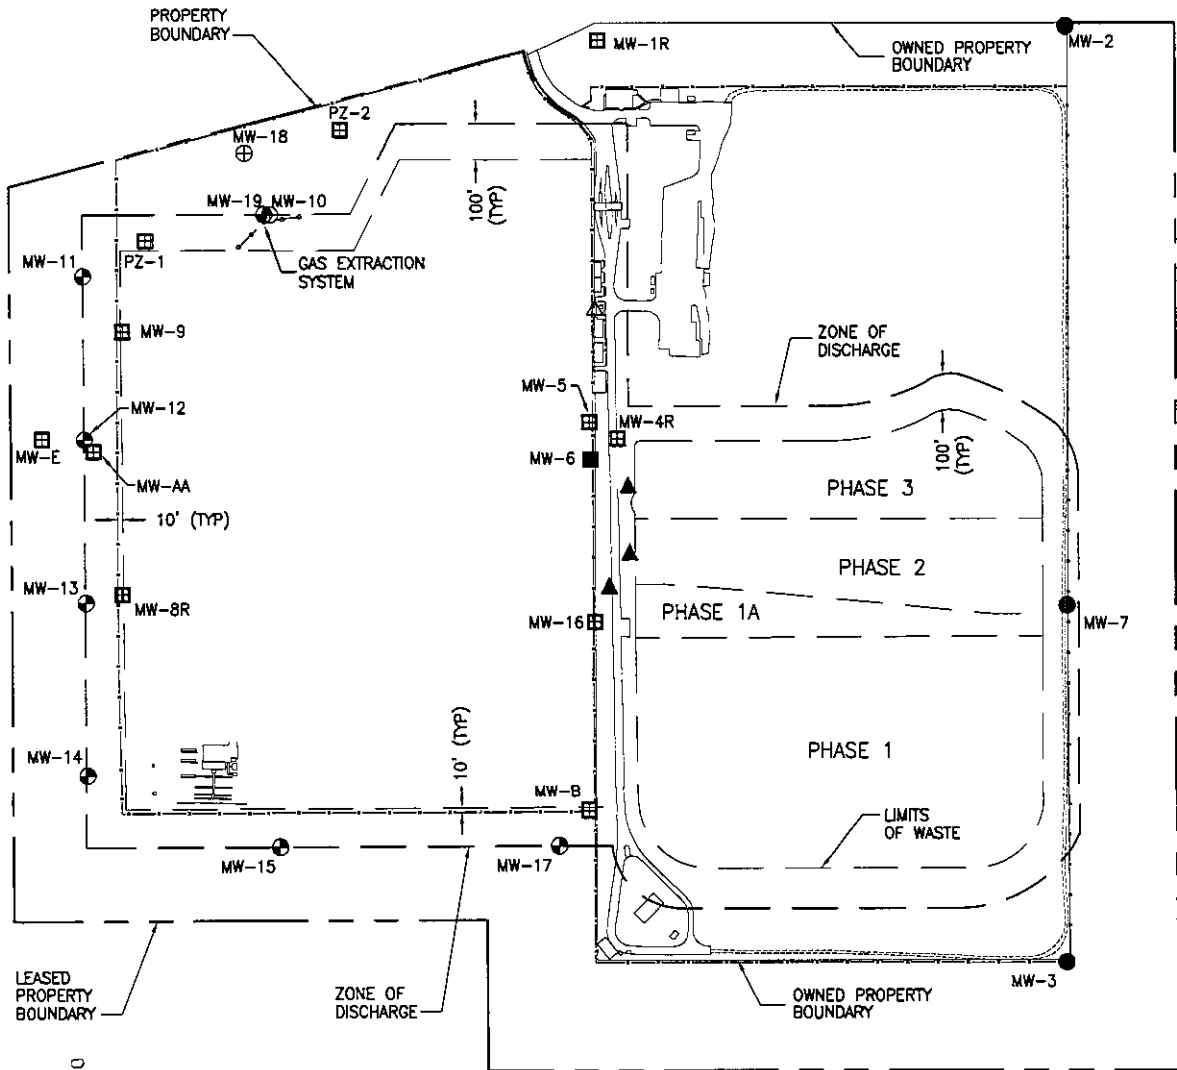 PROPERTY
BOUNDARY
MW-1R
OWNED PROPERTY
BOUNDARY
MW-2
PZ-2
MW-18
MW-19
MW-10
100'
(TYP)
MW-11
PZ-1
GAS EXTRACTION
SYSTEM
MW-9
ZONE OF
DISCHARGE
MW-5
MW-12
MW-4R
MW-E
MW-6
100'
(TYP)
MW-AA
PHASE 3
10' (TYP)
PHASE 2
MW-13
MW-8R
PHASE 1A
MW-16
MW-7
10' (TYP)
MW-14
PHASE 1
MW-B
LIMITS
OF WASTE
MW-15
MW-17
LEASED
PROPERTY
BOUNDARY
ZONE OF
DISCHARGE
OWNED PROPERTY
BOUNDARY
MW-3